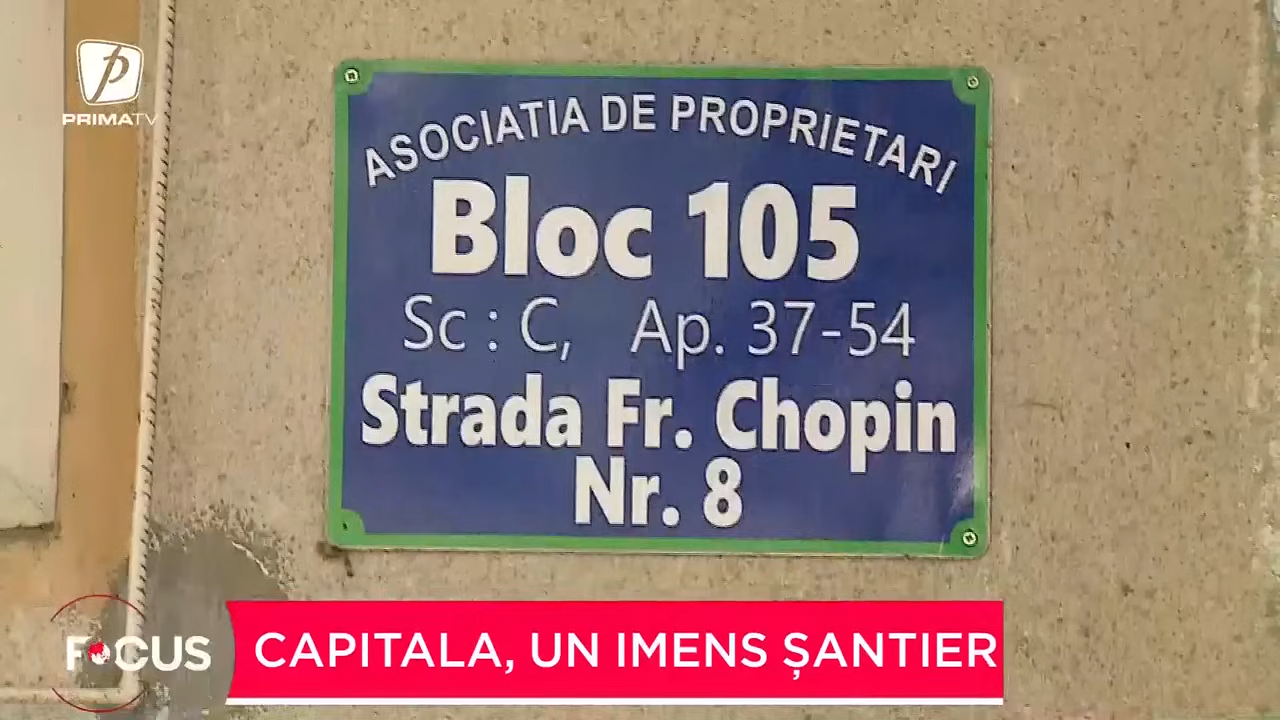 PRIMATV
ASOCIATIA DE PROPRIETARI
Bloc 105
Sc : C, Ap. 37-54
Strada Fr. Chopin
Nr. 8
FOCUS
CAPITALA, UN IMENS ȘANTIER